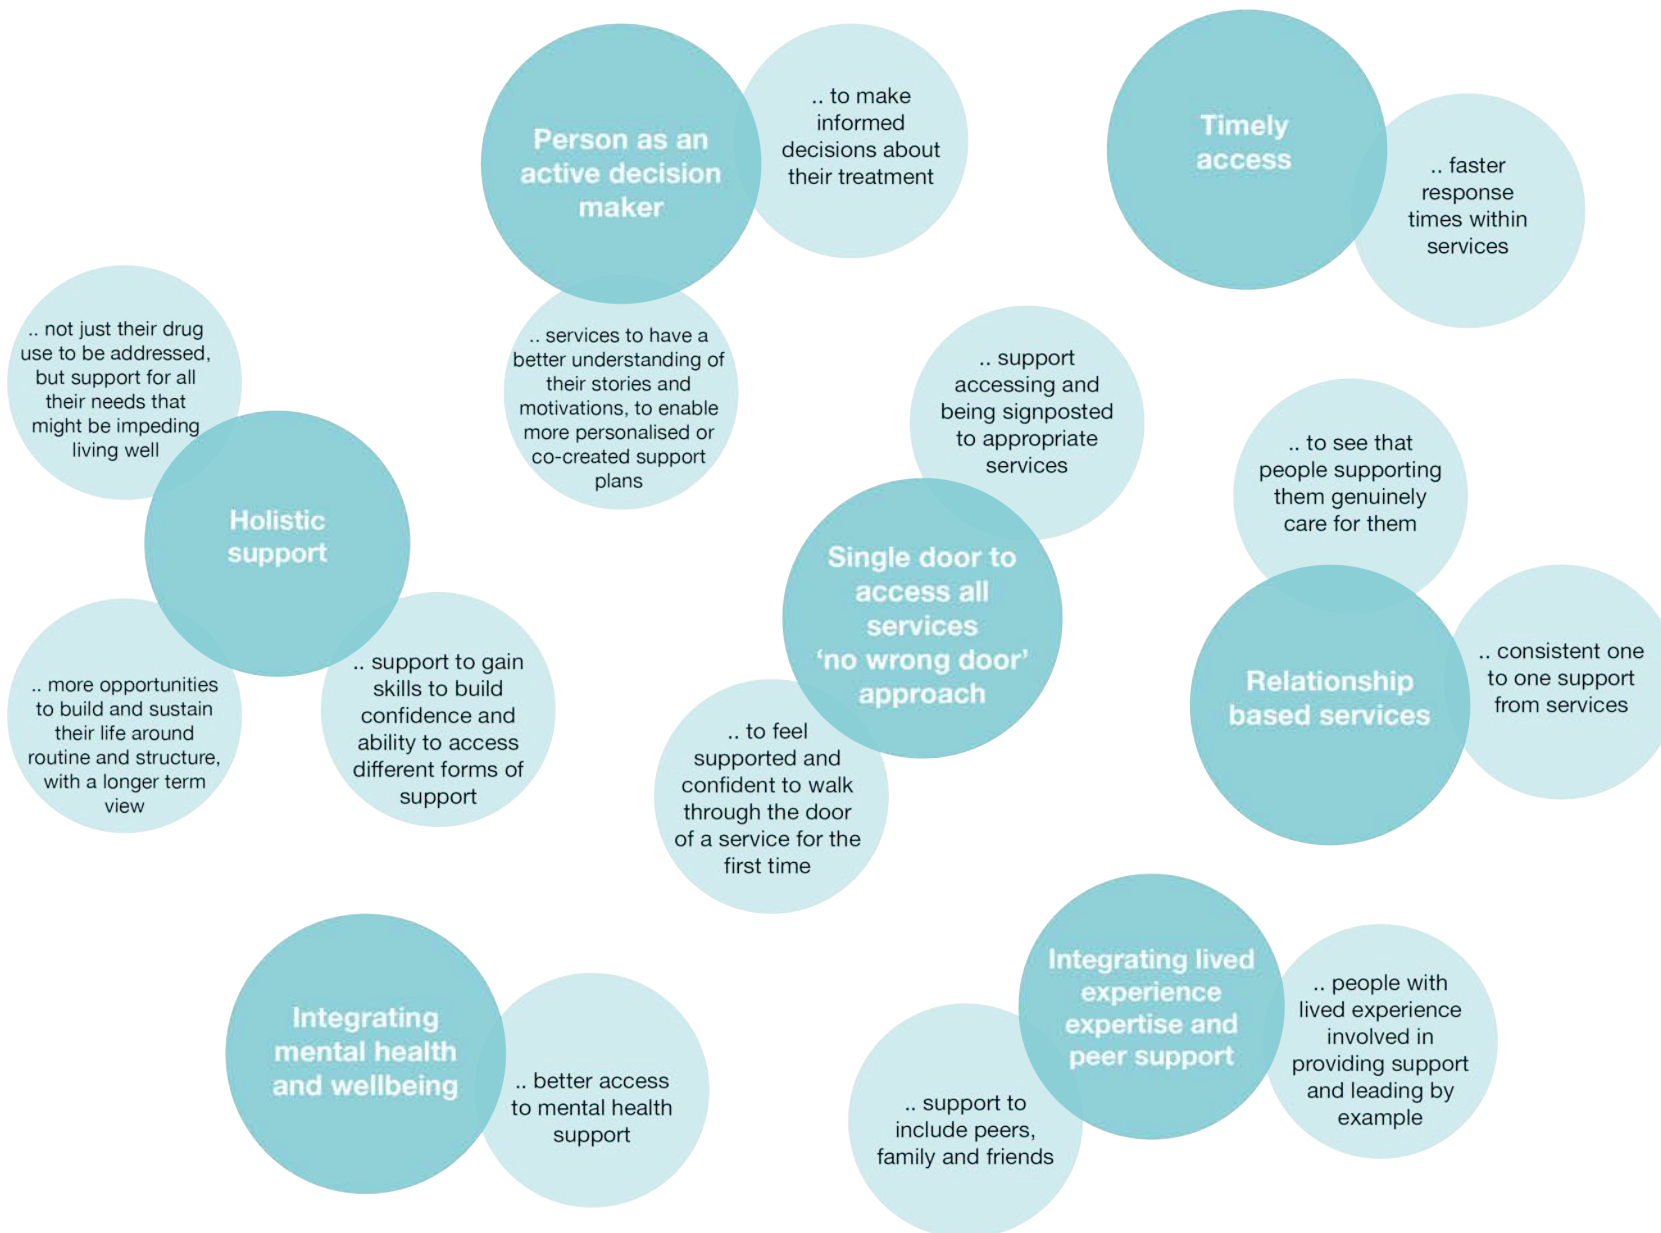 Person as an
active decision
maker
.. to make
informed
decisions about
their treatment
.. services to have a
better understanding of
their stories and
motivations, to enable
more personalised or
co-created support
plans
Timely
access
.. faster
response
times within
services
.. not just their drug
use to be addressed,
but support for all
their needs that
might be impeding
living well
Holistic
support
.. more opportunities
to build and sustain
their life around
routine and structure,
with a longer term
view
.. support to gain
skills to build
confidence and
ability to access
different forms of
support
.. support
accessing and
being signposted
to appropriate
services
Single door to
access all
services
‘no wrong door’
approach
.. to feel
supported and
confident to walk
through the door
of a service for the
first time
.. to see that
people supporting
them genuinely
care for them
Relationship
based services
.. consistent one
to one support
from services
Integrating
mental health
and wellbeing
.. better access
to mental health
support
Integrating lived
experience
expertise and
peer support
.. support to
include peers,
family and friends
.. people with
lived experience
involved in
providing support
and leading by
example